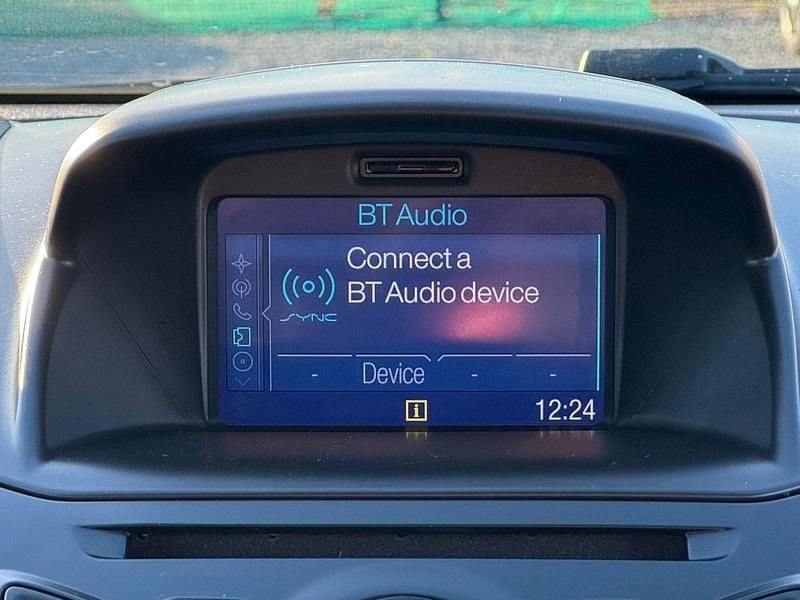 BT Audio
Connect a
BT Audio device
SYNC
- Device - -
i 12:24